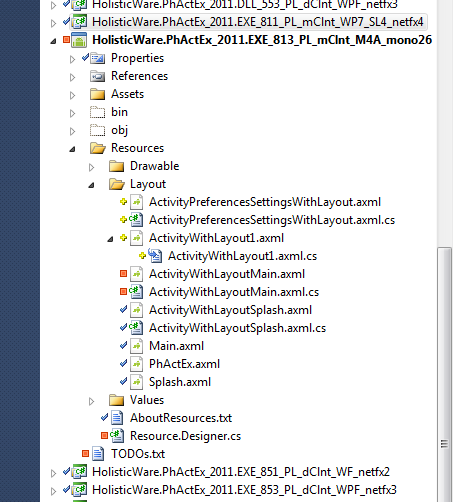 HolisticWare.PhActEx_2011.DLL_553_PL_dClnt_WPF_netfx3
HolisticWare.PhActEx_2011.EXE_811_PL_mClnt_WP7_SL4_netfx4
HolisticWare.PhActEx_2011.EXE_813_PL_mClnt_M4A_mono26
Properties
References
Assets
bin
obj
Resources
Drawable
Layout
ActivityPreferencesSettingsWithLayout.axml
ActivityPreferencesSettingsWithLayout.axml.cs
ActivityWithLayout1.axml
ActivityWithLayout1.axml.cs
ActivityWithLayoutMain.axml
ActivityWithLayoutMain.axml.cs
ActivityWithLayoutSplash.axml
ActivityWithLayoutSplash.axml.cs
Main.axml
PhActEx.axml
Splash.axml
Values
AboutResources.txt
Resource.Designer.cs
TODOs.txt
HolisticWare.PhActEx_2011.EXE_851_PL_dClnt_WF_netfx2
HolisticWare.PhActEx_2011.EXE_853_PL_dClnt_WPF_netfx3